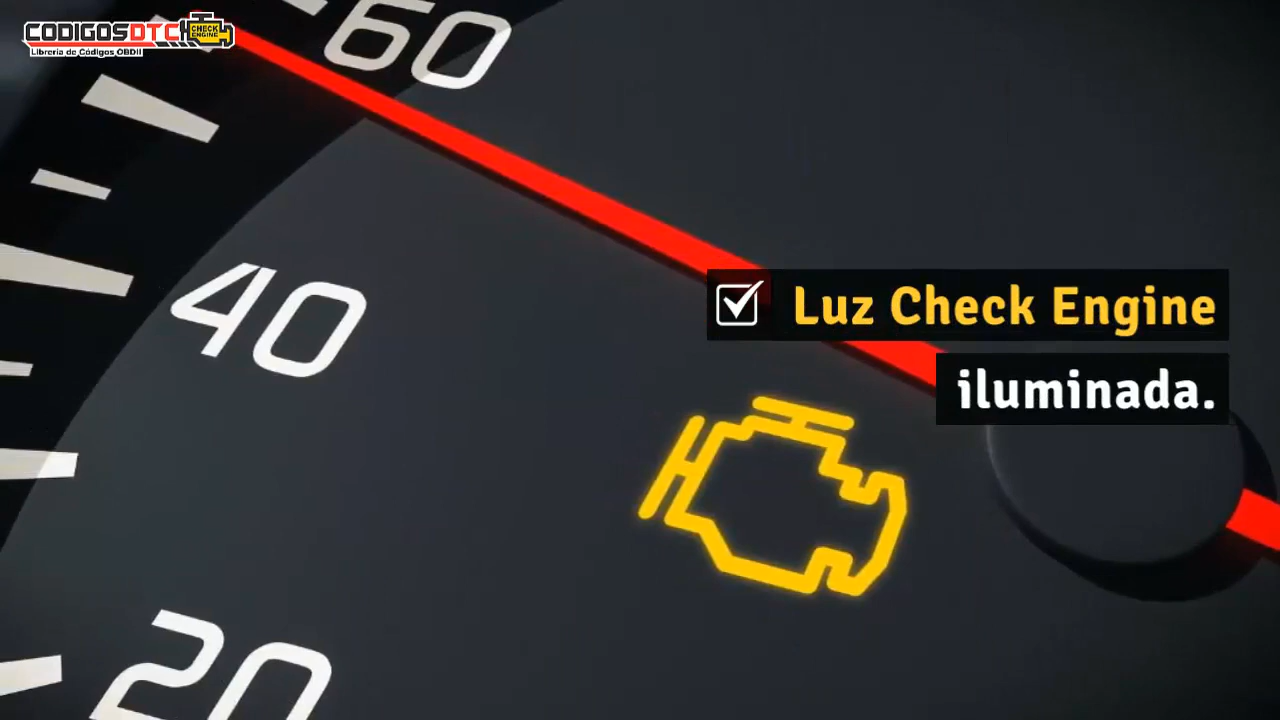 CODIGOSDTC
CHECK
ENGINE
Librería de Códigos OBDII
60
40
20
Luz Check Engine
iluminada.